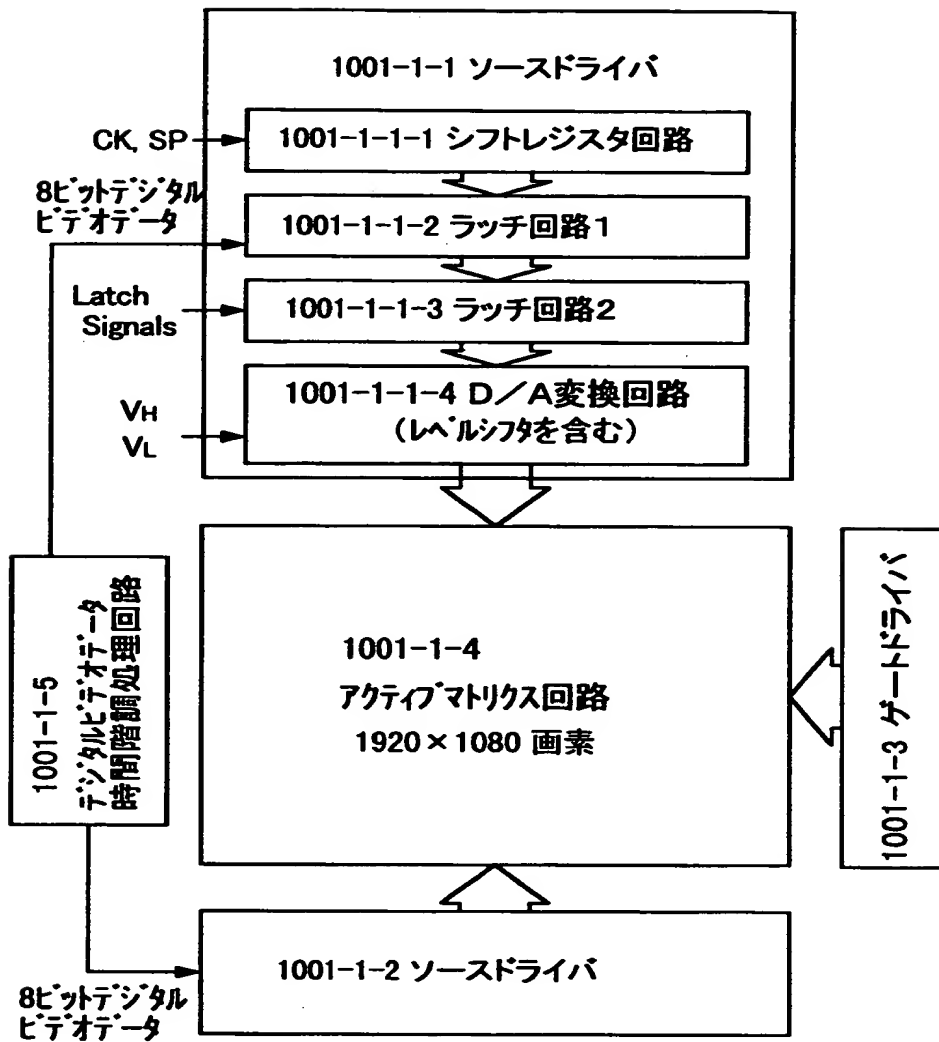 1001-1-1 ソースドライバ
CK, SP
1001-1-1-1 シフトレジスタ回路
8ビットデジタル
ビデオデータ
1001-1-1-2 ラッチ回路1
Latch
Signals
1001-1-1-3 ラッチ回路2
VH
VL
1001-1-1-4 D／A変換回路
(レベルシフタを含む)
1001-1-5
デジタルビデオデータ
時間階調処理回路
1001-1-4
アクティブマトリクス回路
1920×1080 画素
1001-1-3 ゲートドライバ
1001-1-2 ソースドライバ
8ビットデジタル
ビデオデータ